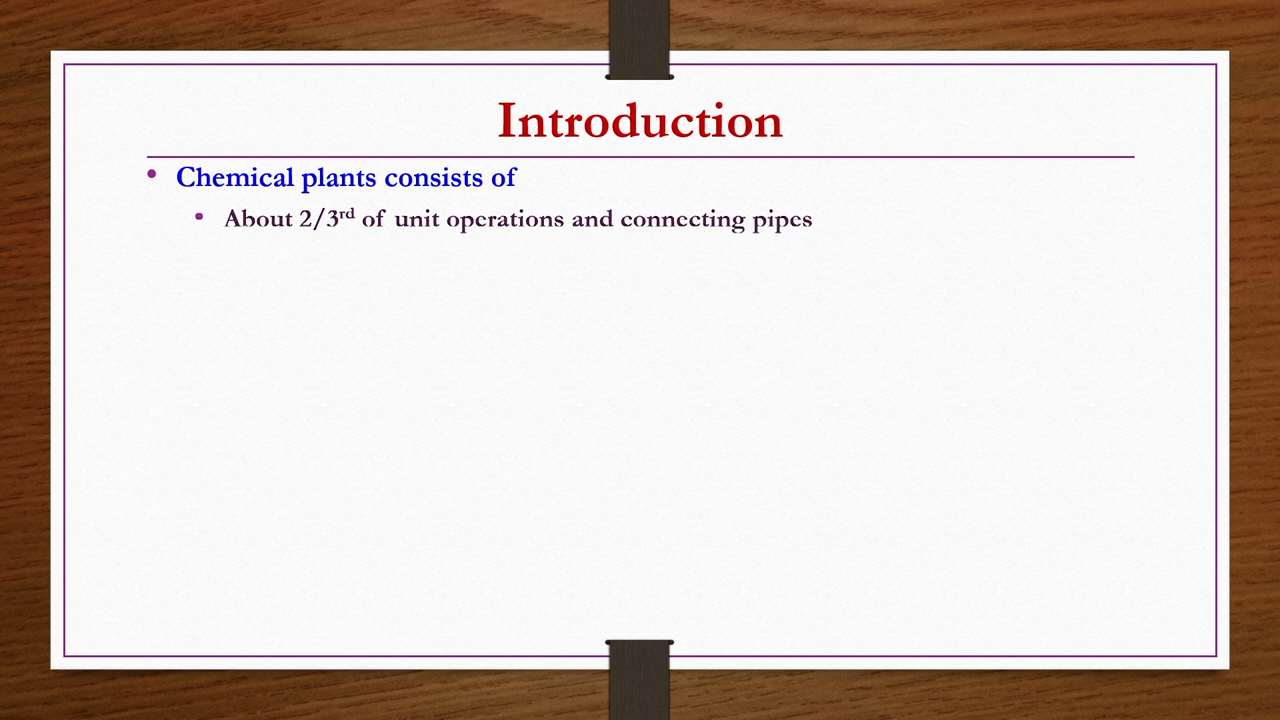 Introduction
• Chemical plants consists of
• About 2/3rd of unit operations and connecting pipes